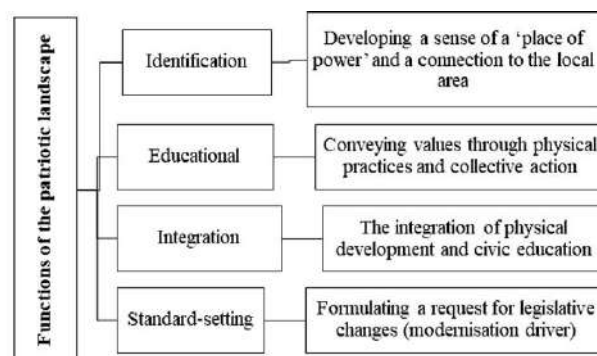 Functions of the patriotic landscape
Identification
Developing a sense of a ‘place of
power’ and a connection to the local
area
Educational
Conveying values through physical
practices and collective action
Integration
The integration of physical
development and civic education
Standard-setting
Formulating a request for legislative
changes (modernisation driver)